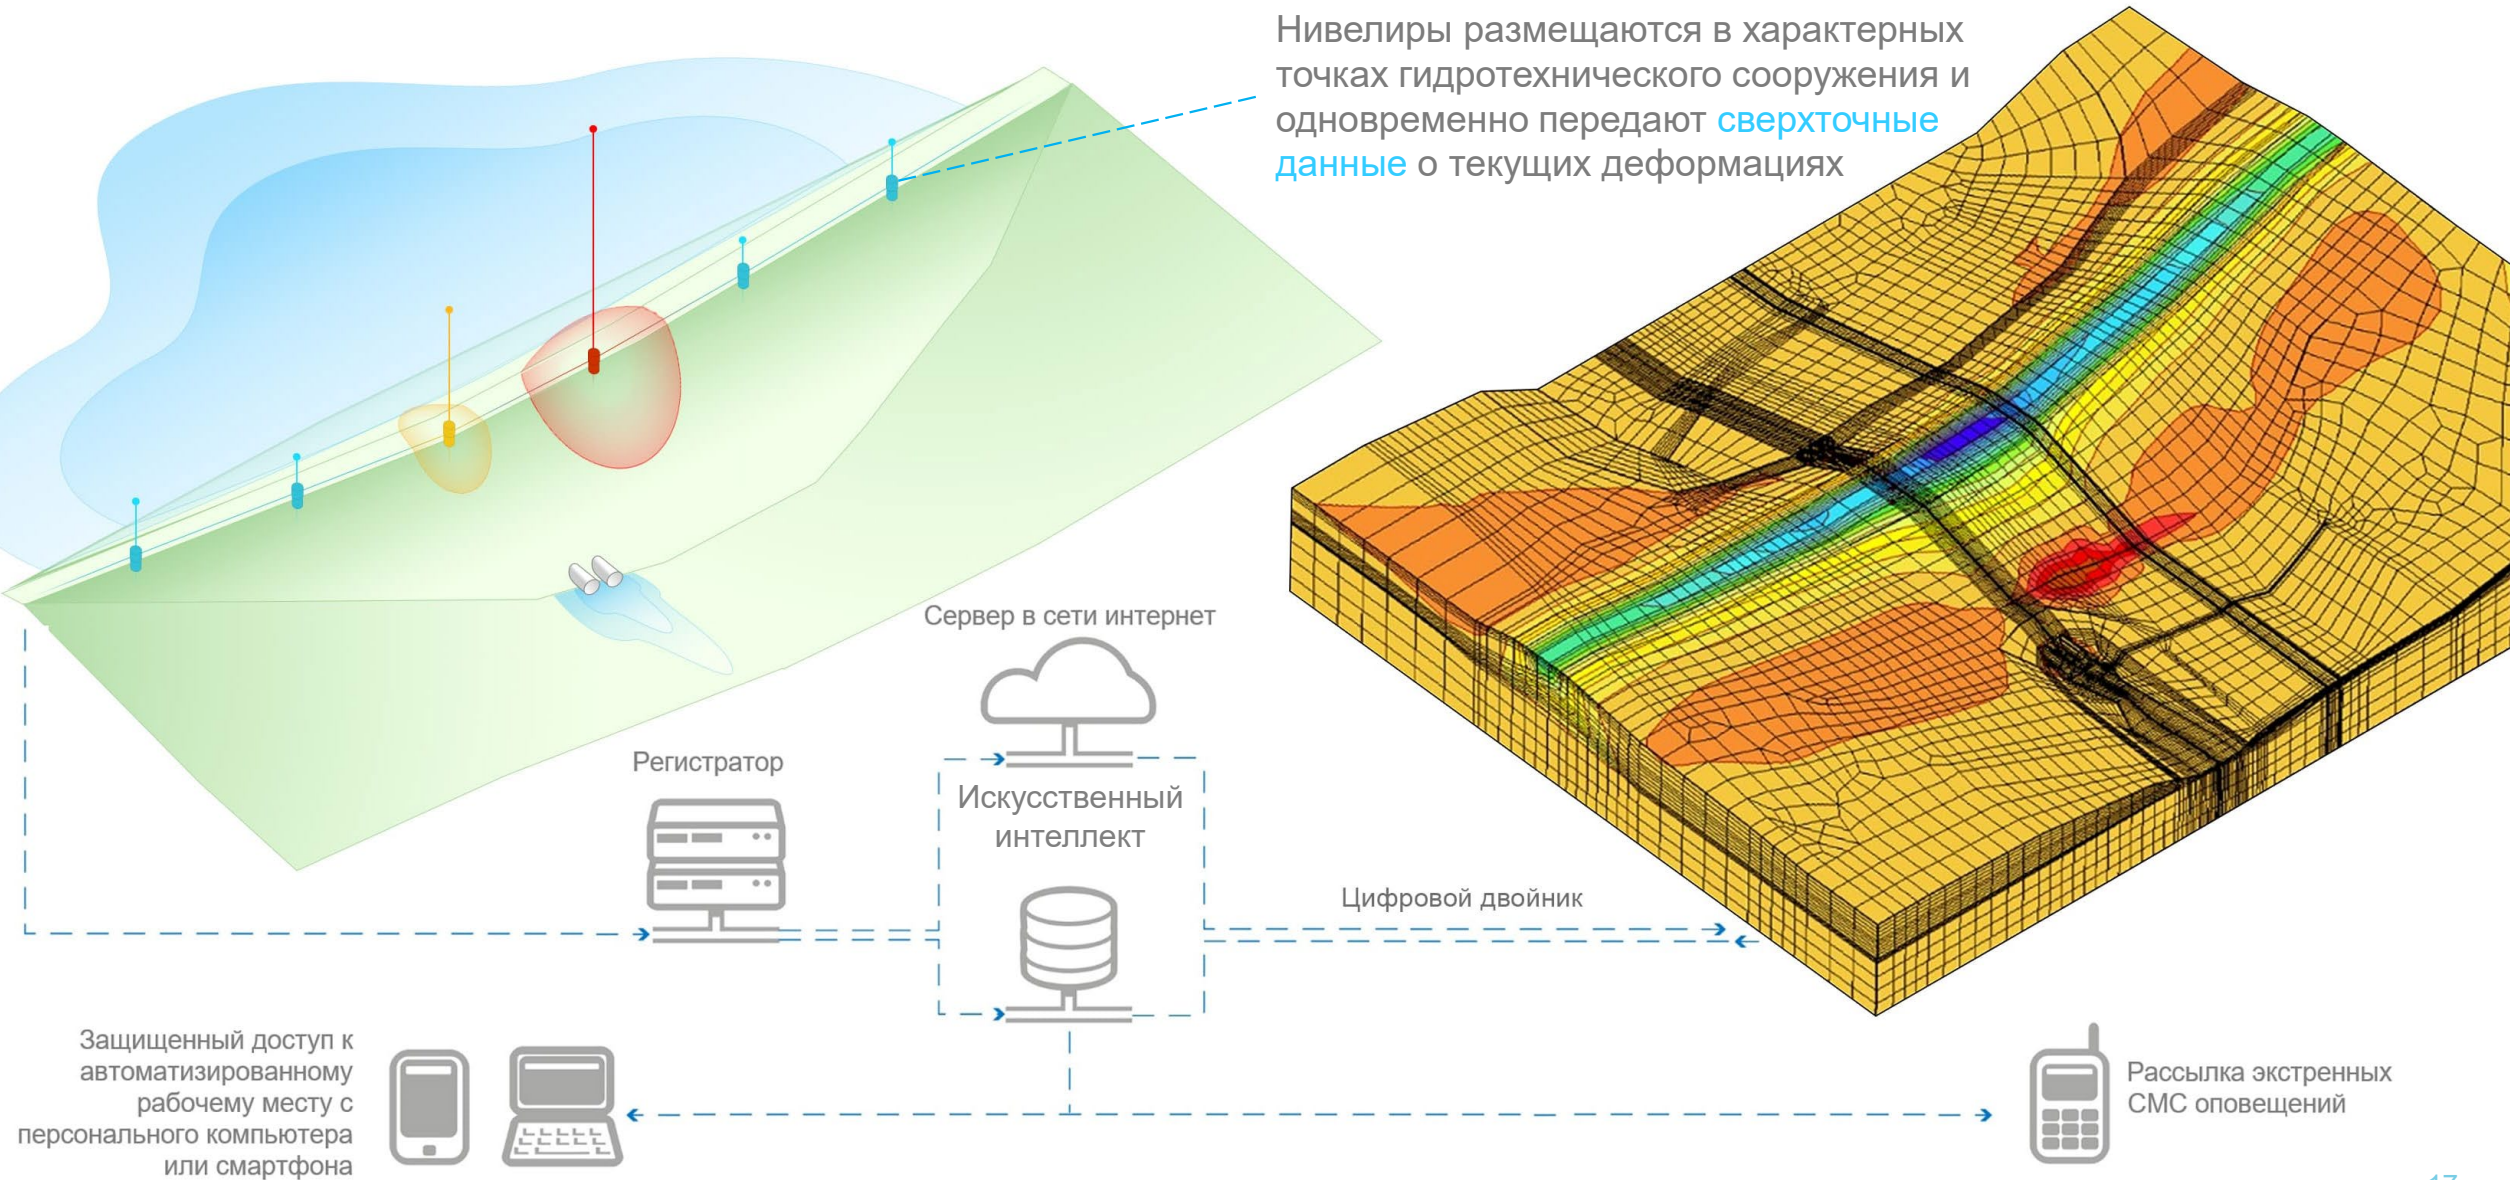 Нивелиры размещаются в характерных
точках гидротехнического сооружения и
одновременно передают сверхточные
данные о текущих деформациях
Сервер в сети интернет
Регистратор
Искусственный
интеллект
Цифровой двойник
Защищенный доступ к
автоматизированному
рабочему месту с
персонального компьютера
или смартфона
Рассылка экстренных
СМС оповещений